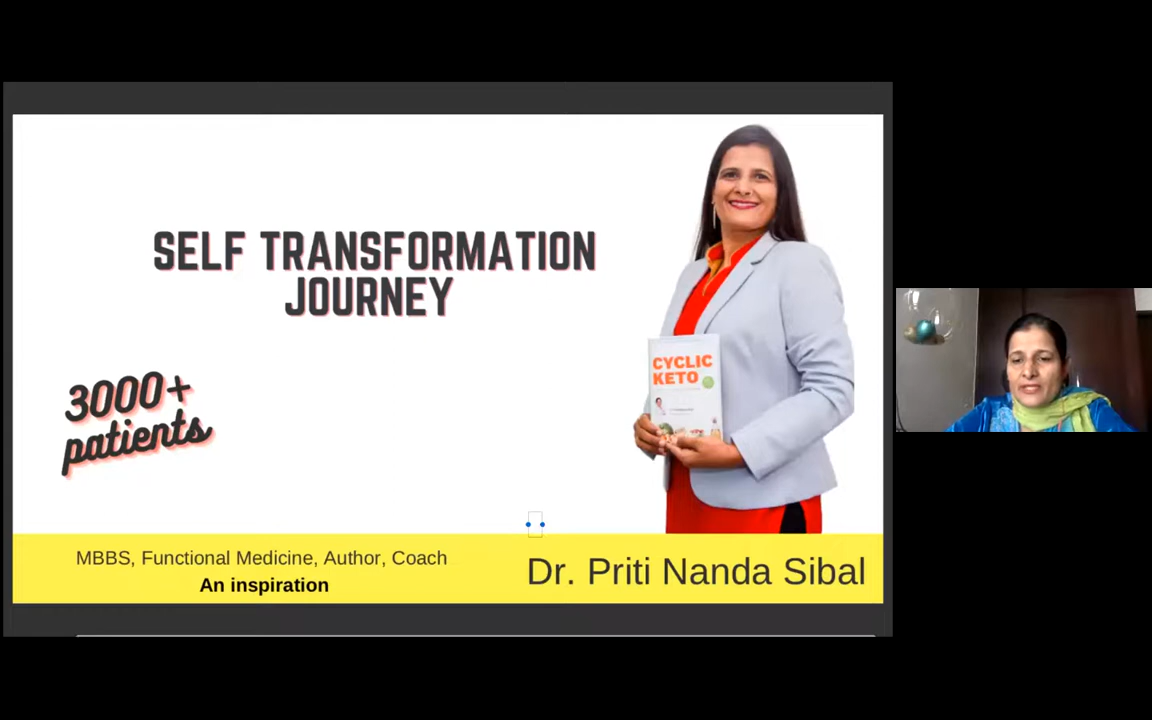 SELF TRANSFORMATION
JOURNEY
3000+
patients
CYCLIC
KETO
MBBS, Functional Medicine, Author, Coach
An inspiration
Dr. Priti Nanda Sibal